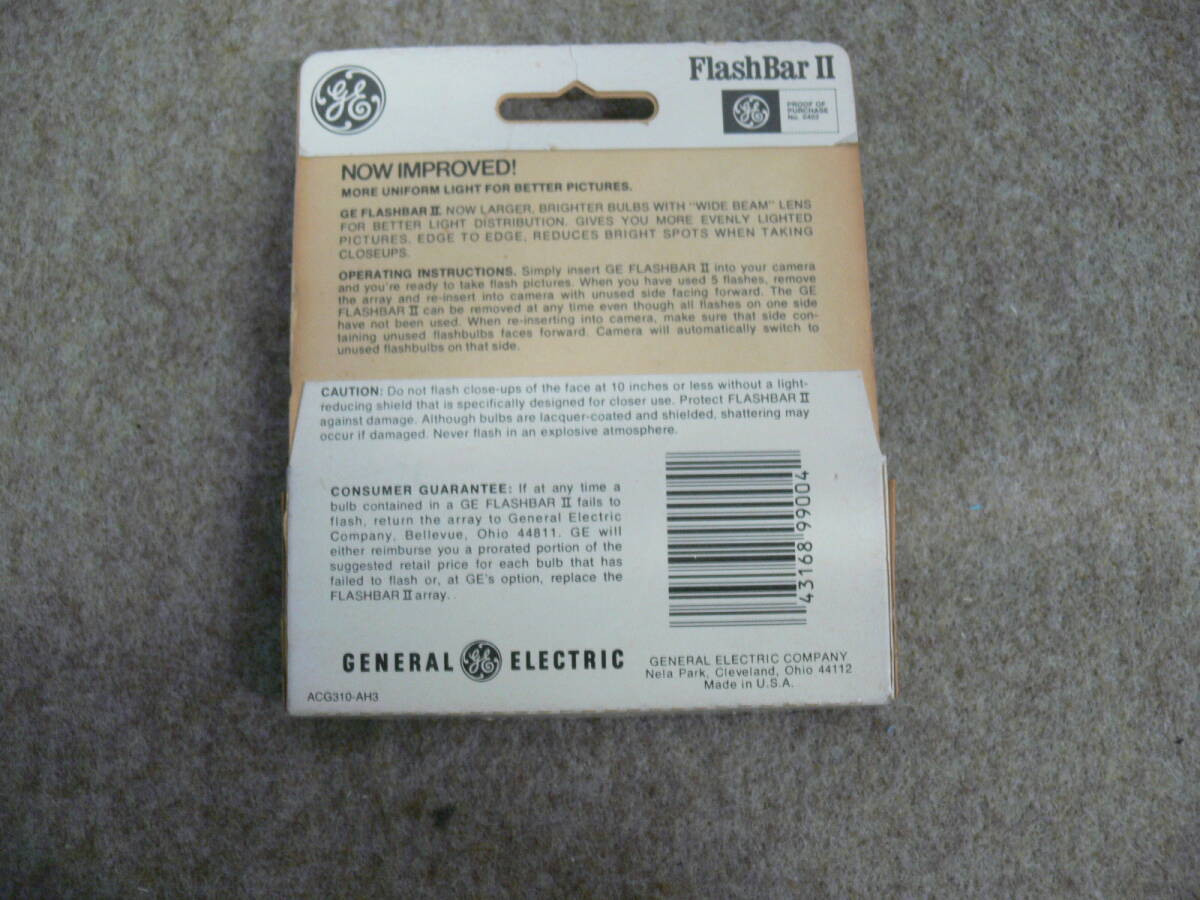 GE
FlashBar II
GE
PROOF OF
PURCHASE
NOW IMPROVED!
MORE UNIFORM LIGHT FOR BETTER PICTURES.
GE FLASHBAR II. NOW LARGER, BRIGHTER BULBS WITH "WIDE BEAM" LENS
FOR BETTER LIGHT DISTRIBUTION. GIVES YOU MORE EVENLY LIGHTED
PICTURES. EDGE TO EDGE, REDUCES BRIGHT SPOTS WHEN TAKING
CLOSEUPS.
OPERATING INSTRUCTIONS. Simply insert GE FLASHBAR II into your camera
and you're ready to take flash pictures. When you have used 5 flashes, remove
the array and re-insert into camera with unused side facing forward. The GE
FLASHBAR II can be removed at any time even though all flashes on one side
have not been used. When re-inserting into camera, make sure that side con-
taining unused flashbulbs faces forward. Camera will automatically switch to
unused flashbulbs on that side.
CAUTION: Do not flash close-ups of the face at 10 inches or less without a light-
reducing shield that is specifically designed for closer use. Protect FLASHBAR II
against damage. Although bulbs are lacquer-coated and shielded, shattering may
occur if damaged. Never flash in an explosive atmosphere.
CONSUMER GUARANTEE: If at any time a
bulb contained in a GE FLASHBAR II fails to
flash, return the array to General Electric
Company, Bellevue, Ohio 44811. GE will
either reimburse you a prorated portion of the
suggested retail price for each bulb that has
failed to flash or, at GE's option, replace the
FLASHBAR II array.
43168 99004
GENERAL GE ELECTRIC
GENERAL ELECTRIC COMPANY
Nela Park, Cleveland, Ohio 44112
Made in U.S.A.
ACG310-AH3